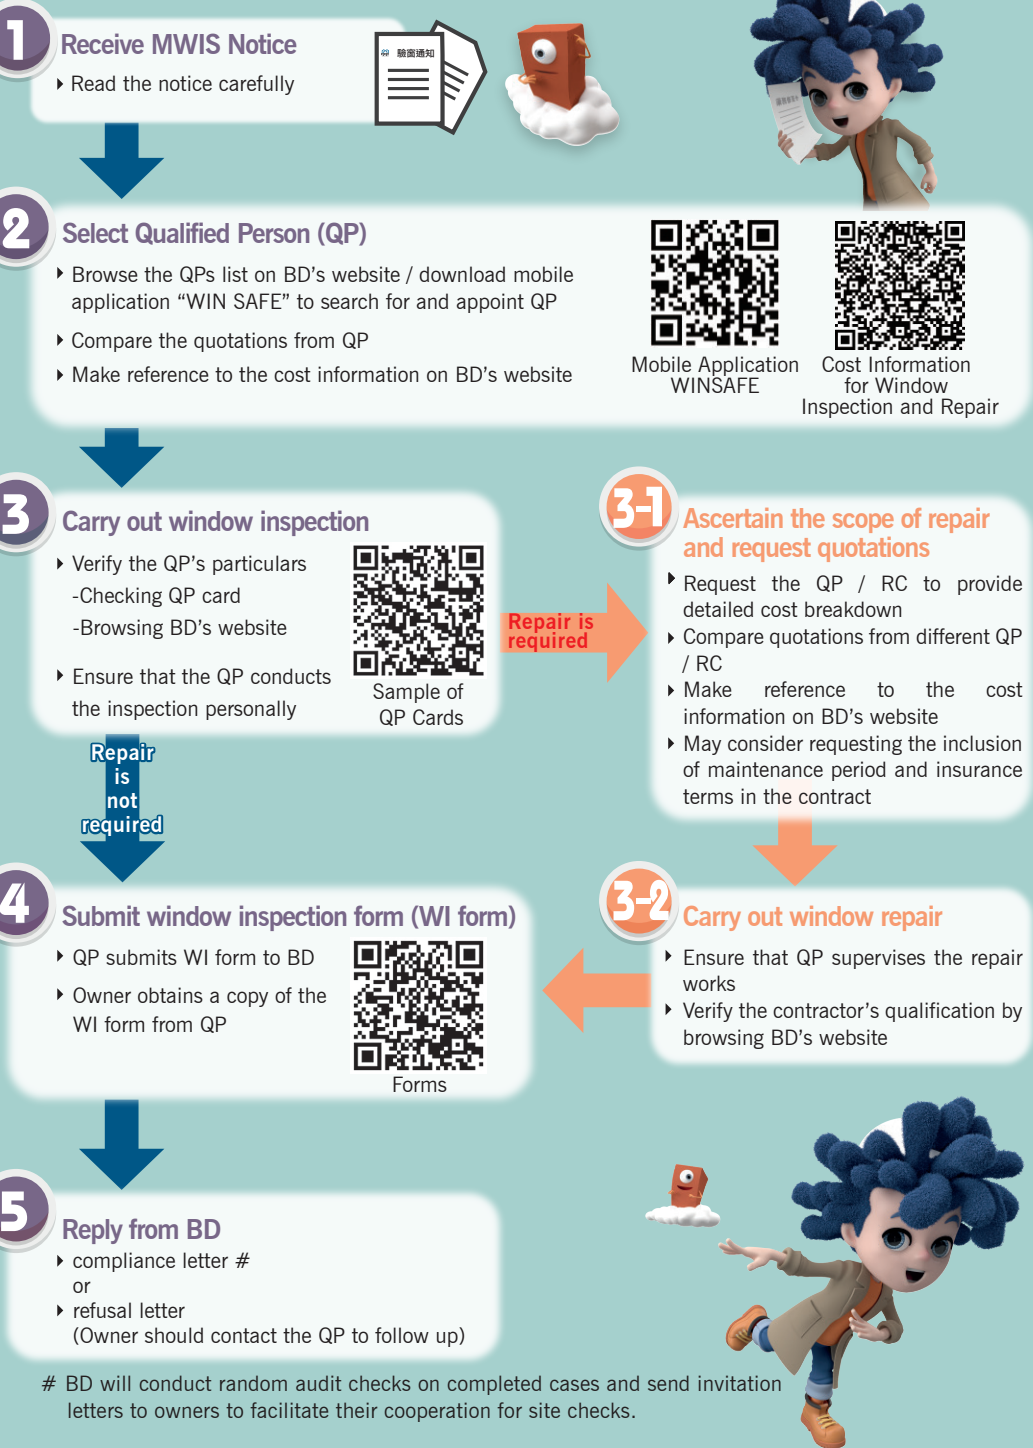 1
Receive MWIS Notice
Read the notice carefully
驗窗通知
2
Select Qualified Person (QP)
Browse the QPs list on BD's website / download mobile
application “WIN SAFE” to search for and appoint QP
Compare the quotations from QP
Make reference to the cost information on BD's website
Mobile Application
WINSAFE
Cost Information
for Window
Inspection and Repair
3
Carry out window inspection
Verify the QP's particulars
-Checking QP card
-Browsing BD's website
Ensure that the QP conducts
the inspection personally
Sample of
QP Cards
Repair is
required
3-1
Ascertain the scope of repair
and request quotations
Request the QP / RC to provide
detailed cost breakdown
Compare quotations from different QP
/ RC
Make reference to the cost
information on BD's website
May consider requesting the inclusion
of maintenance period and insurance
terms in the contract
Repair
is
not
required
3-2
Carry out window repair
Ensure that QP supervises the repair
works
Verify the contractor's qualification by
browsing BD's website
4
Submit window inspection form (WI form)
QP submits WI form to BD
Owner obtains a copy of the
WI form from QP
Forms
5
Reply from BD
compliance letter #
or
refusal letter
(Owner should contact the QP to follow up)
# BD will conduct random audit checks on completed cases and send invitation
letters to owners to facilitate their cooperation for site checks.